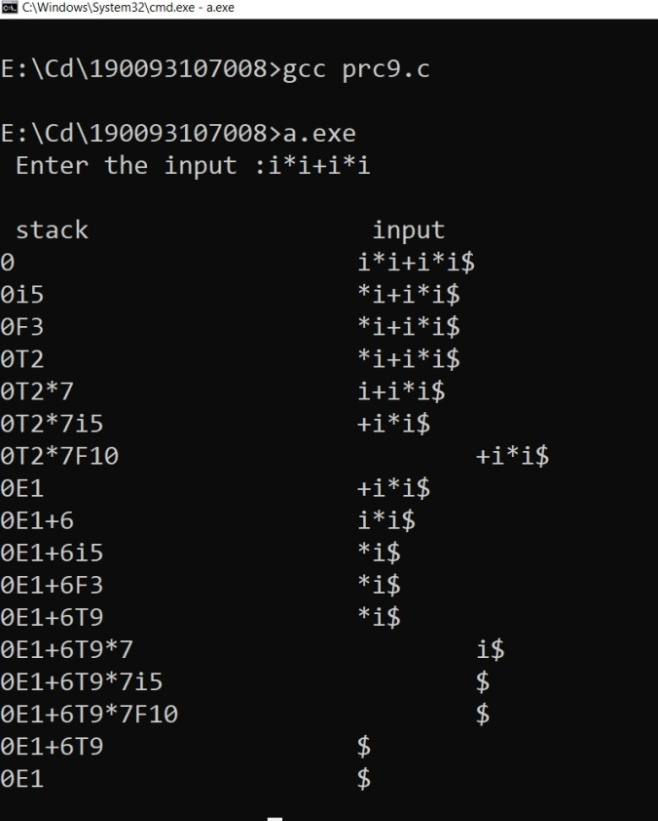 C:\Windows\System32\cmd.exe - a.exe
E:\Cd\190093107008>gcc prc9.c
E:\Cd\190093107008>a.exe
Enter the input :i*i+i*i
stack input
0 i*i+i*i$
0i5 *i+i*i$
0F3 *i+i*i$
0T2 *i+i*i$
0T2*7 i+i*i$
0T2*7i5 +i*i$
0T2*7F10 +i*i$
0E1 +i*i$
0E1+6 i*i$
0E1+6i5 *i$
0E1+6F3 *i$
0E1+6T9 *i$
0E1+6T9*7 i$
0E1+6T9*7i5 $
0E1+6T9*7F10 $
0E1+6T9 $
0E1 $